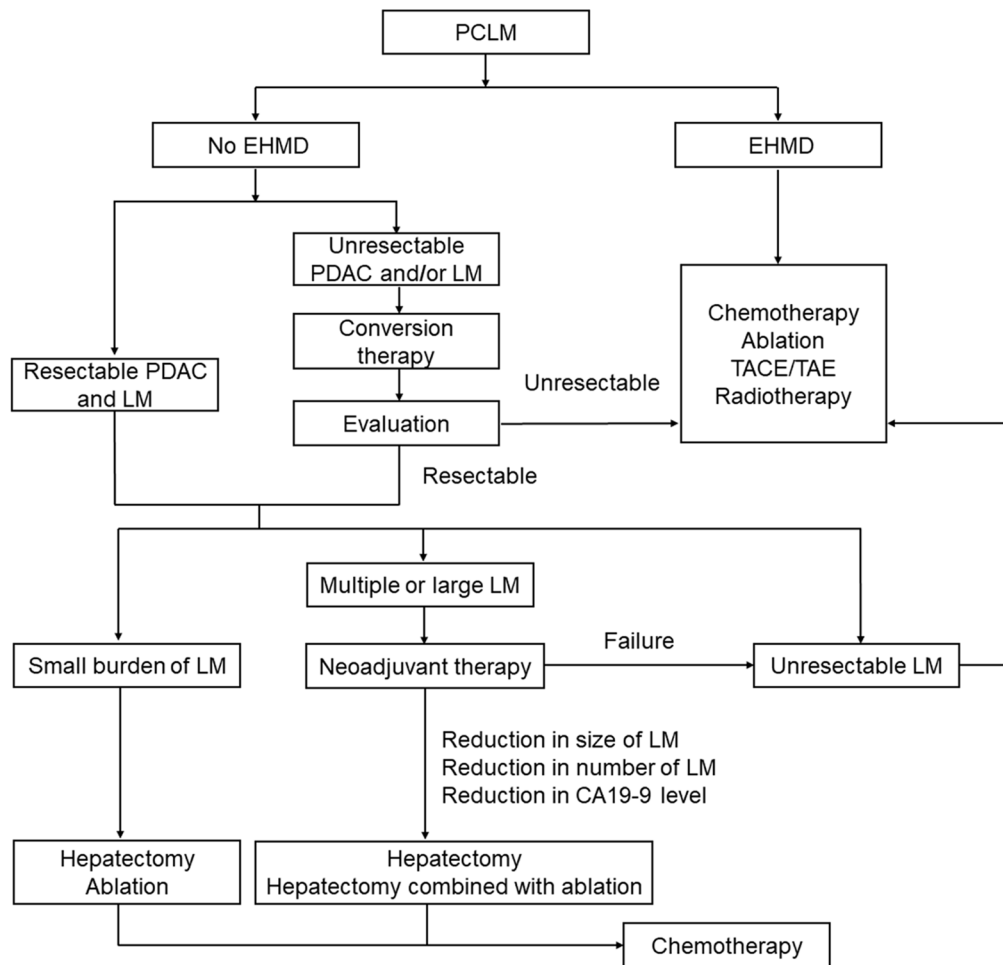 PCLM
No EHMD
EHMD
Unresectable
PDAC and/or LM
Conversion
therapy
Chemotherapy
Ablation
TACE/TAE
Radiotherapy
Resectable PDAC
and LM
Unresectable
Evaluation
Resectable
Multiple or large LM
Failure
Small burden of LM
Neoadjuvant therapy
Unresectable LM
Reduction in size of LM
Reduction in number of LM
Reduction in CA19-9 level
Hepatectomy
Ablation
Hepatectomy
Hepatectomy combined with ablation
Chemotherapy